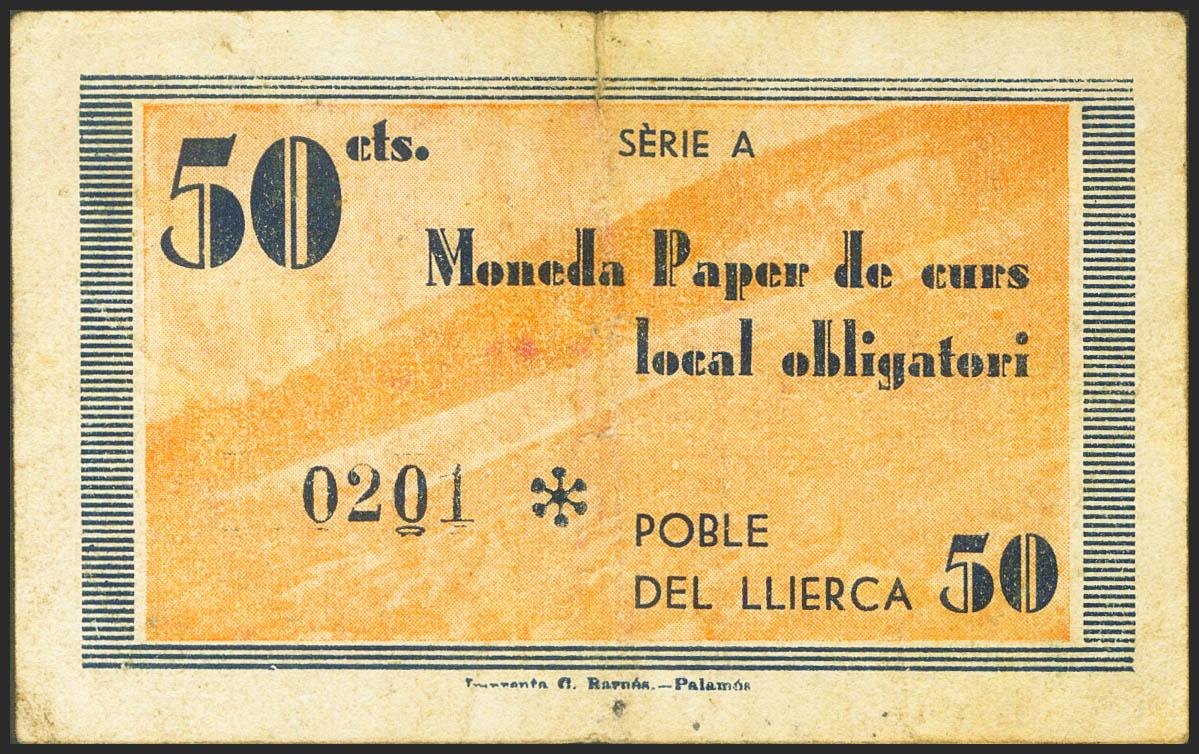 50 cts.
SÈRIE A
Moneda Paper de curs
local obligatori
0201 *
POBLE
DEL LLIERCA 50
Impremta G. Barnés.—Palamós